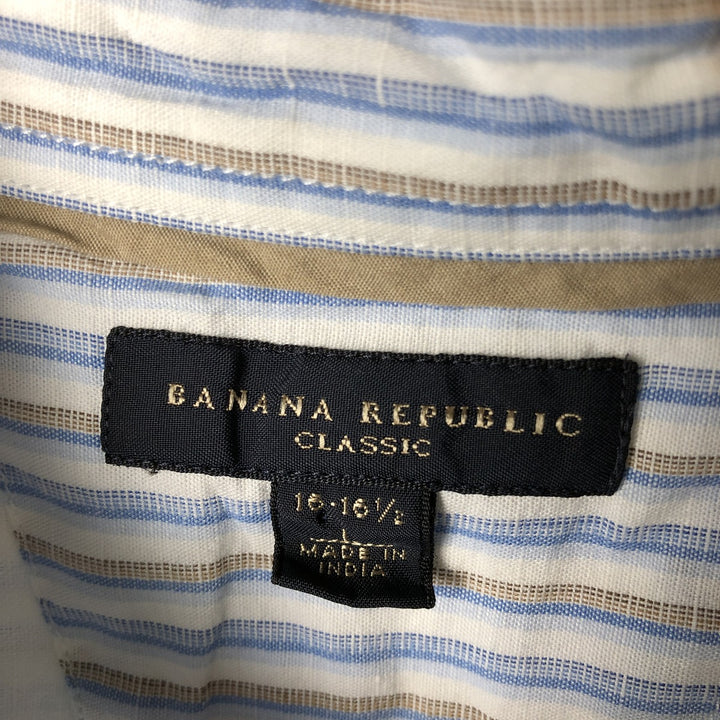 BANANA REPUBLIC
CLASSIC
16·16½
L
MADE IN
INDIA